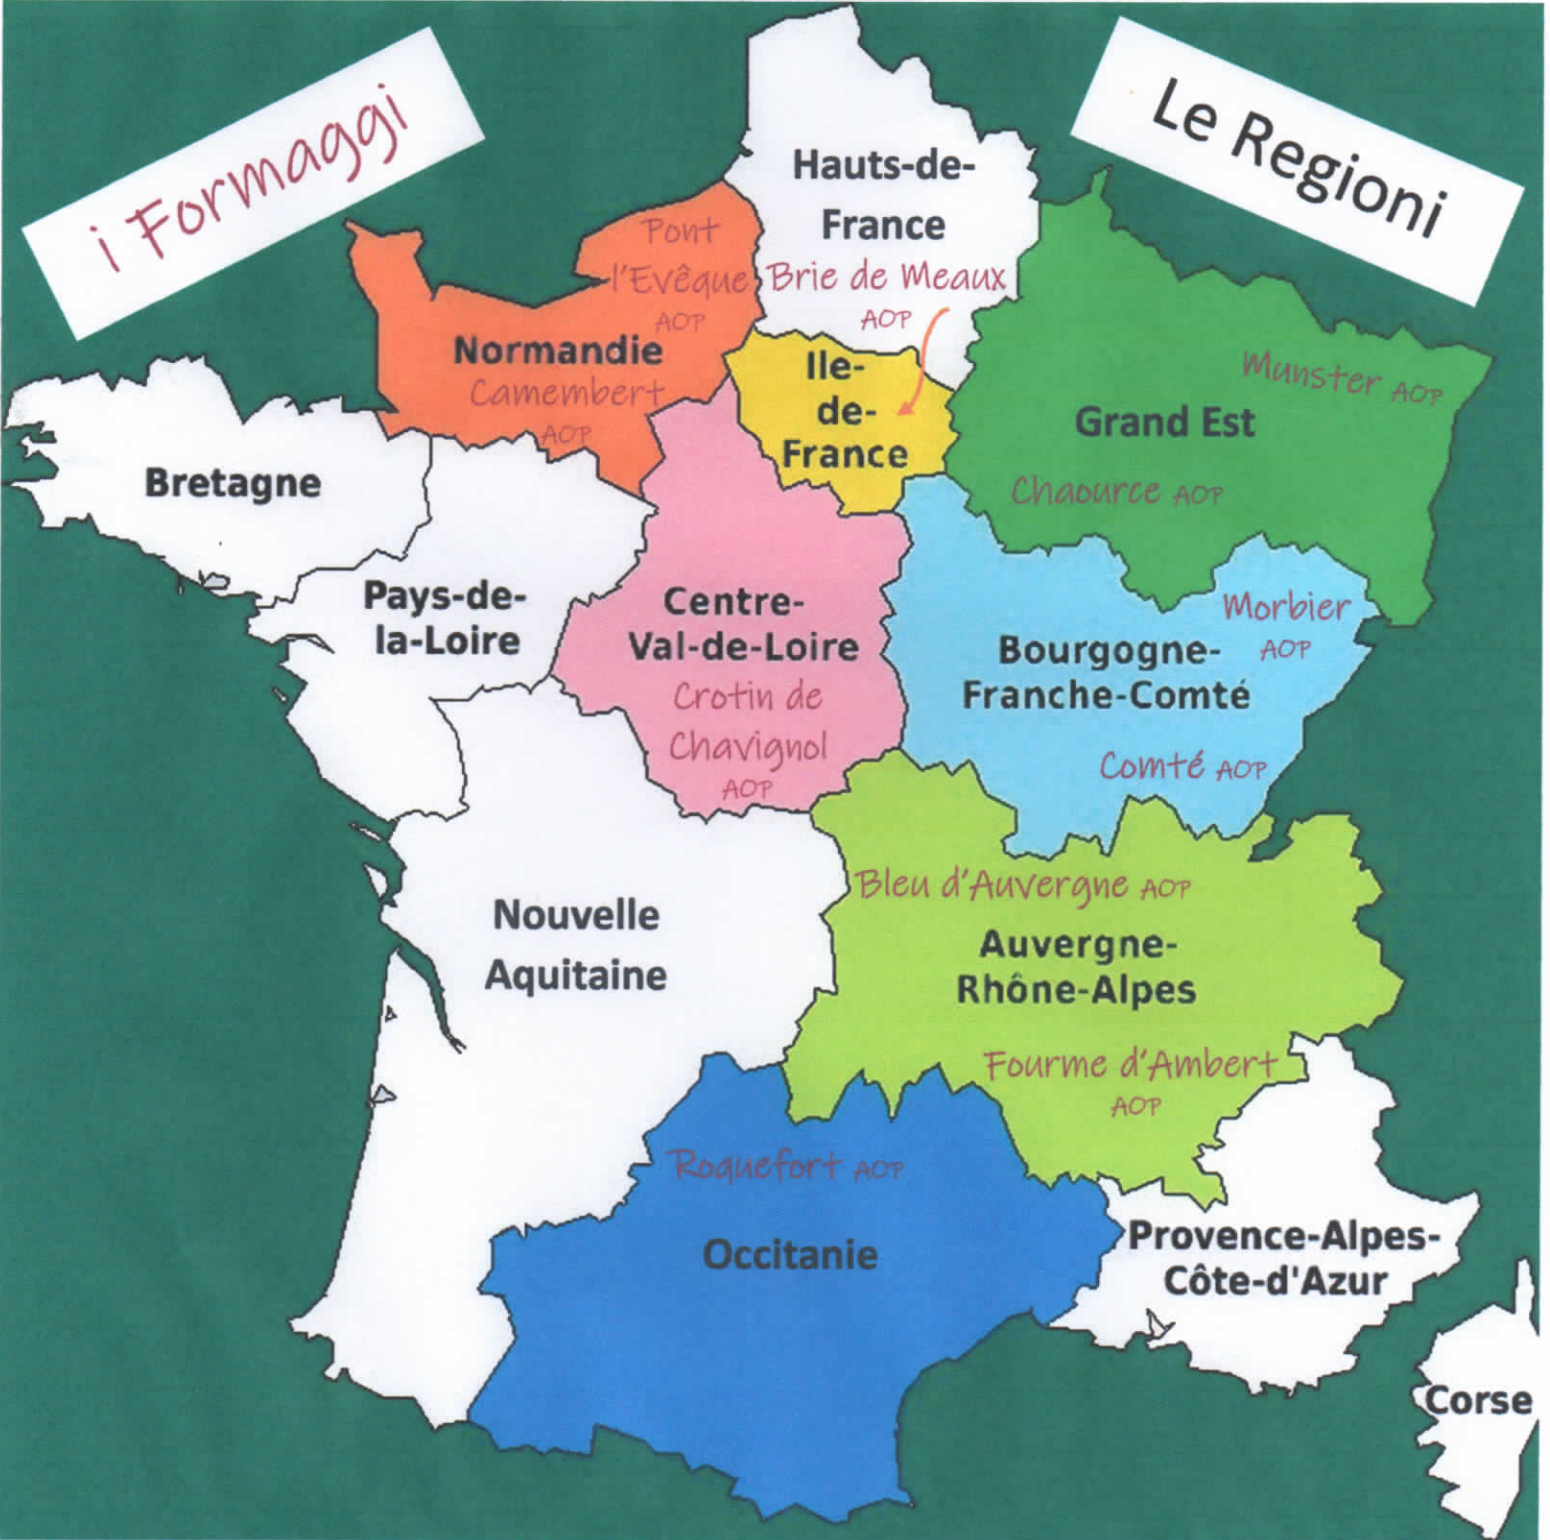 i Formaggi
Le Regioni
Hauts-de-
France
Brie de Meaux
AOP
Pont
l'Evêque
AOP
Normandie
Camembert
AOP
Ile-
de-
France
Munster AOP
Grand Est
Chaource AOP
Bretagne
Pays-de-
la-Loire
Centre-
Val-de-Loire
Crotin de
Chavignol
AOP
Morbier
AOP
Bourgogne-
Franche-Comté
Comté AOP
Nouvelle
Aquitaine
Bleu d'Auvergne AOP
Auvergne-
Rhône-Alpes
Fourme d'Ambert
AOP
Roquefort AOP
Occitanie
Provence-Alpes-
Côte-d'Azur
Corse